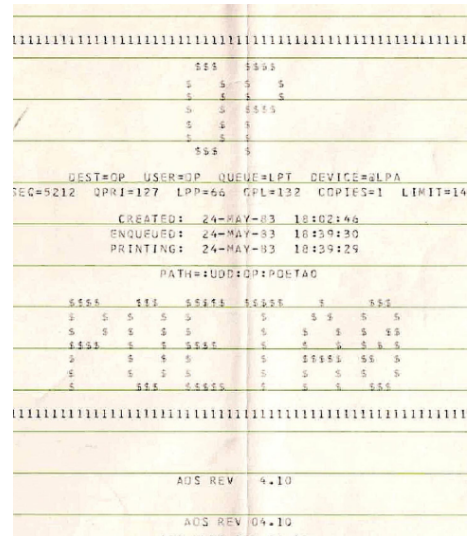 1111111111111111111111111111111111111111111111111111111111111111
 $$$   $$$$
$   $  $   $
$   $  $   $
$   $  $$$$
$   $  $
$   $  $
 $$$   $
DEST=OP USER=OP QUEUE=LPT DEVICE=@LPA
SEQ=5212 QPRI=127 LPP=66 CPL=132 COPIES=1 LIMIT=14
CREATED: 24-MAY-83 18:02:46
ENQUEUED: 24-MAY-83 18:39:30
PRINTING: 24-MAY-83 18:39:29
PATH=:UDD:OP:POETAO
$$$$    $$$   $$$$$  $$$$$    $     $$$
$   $  $   $  $        $     $ $   $   $
$   $  $   $  $        $    $   $  $  $$
$$$$   $   $  $$$$     $    $   $  $ $ $
$      $   $  $        $    $$$$$  $$  $
$      $   $  $        $    $   $  $   $
$       $$$   $$$$$    $    $   $   $$$
1111111111111111111111111111111111111111111111111111111111111111
AOS REV 4.10
AOS REV 04.10